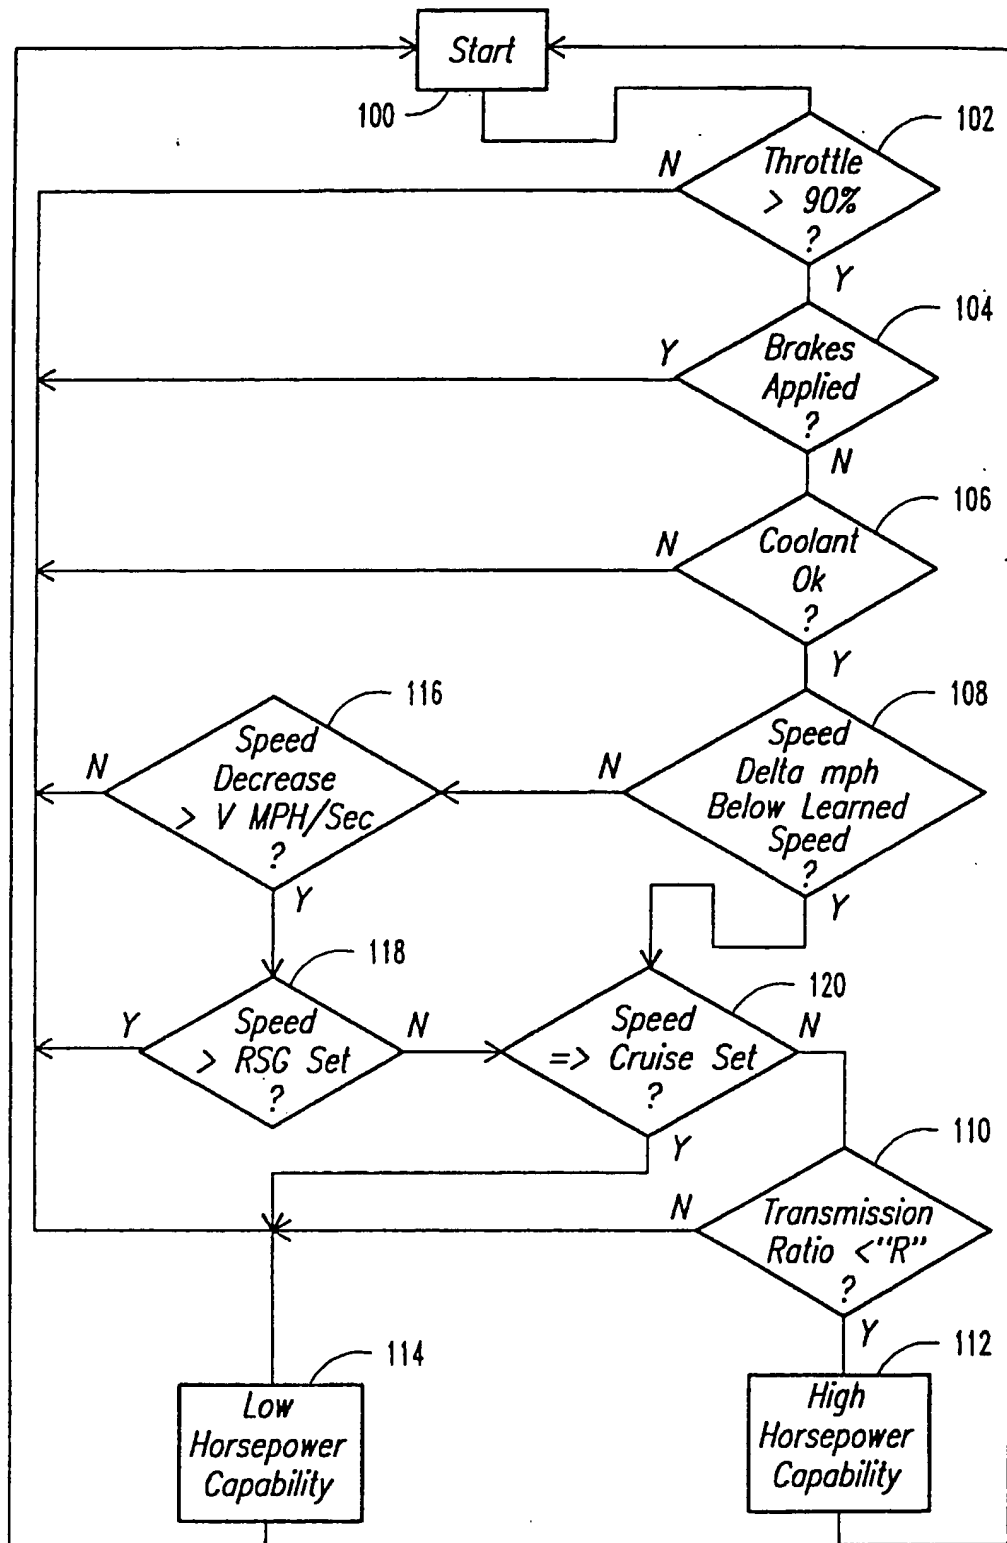 Start
100
102
N
Throttle
> 90%
?
Y
104
Y
Brakes
Applied
?
N
106
N
Coolant
Ok
?
Y
108
116
Speed
Delta mph
Below Learned
Speed
?
N
Y
Speed
Decrease
> V MPH/Sec
?
N
Y
118
Y
Speed
> RSG Set
?
N
120
Speed
=> Cruise Set
?
N
Y
110
N
Transmission
Ratio <"R"
?
Y
114
Low
Horsepower
Capability
112
High
Horsepower
Capability